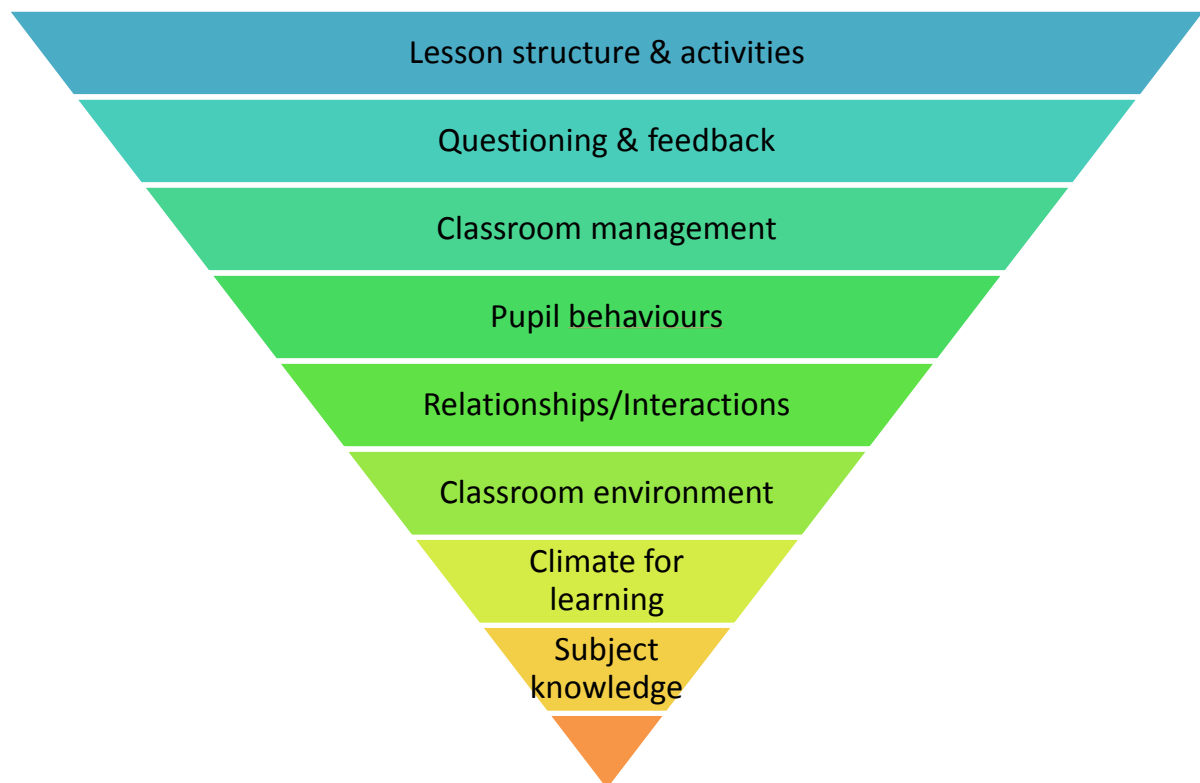 Lesson structure & activities
Questioning & feedback
Classroom management
Pupil behaviours
Relationships/Interactions
Classroom environment
Climate for
learning
Subject
knowledge